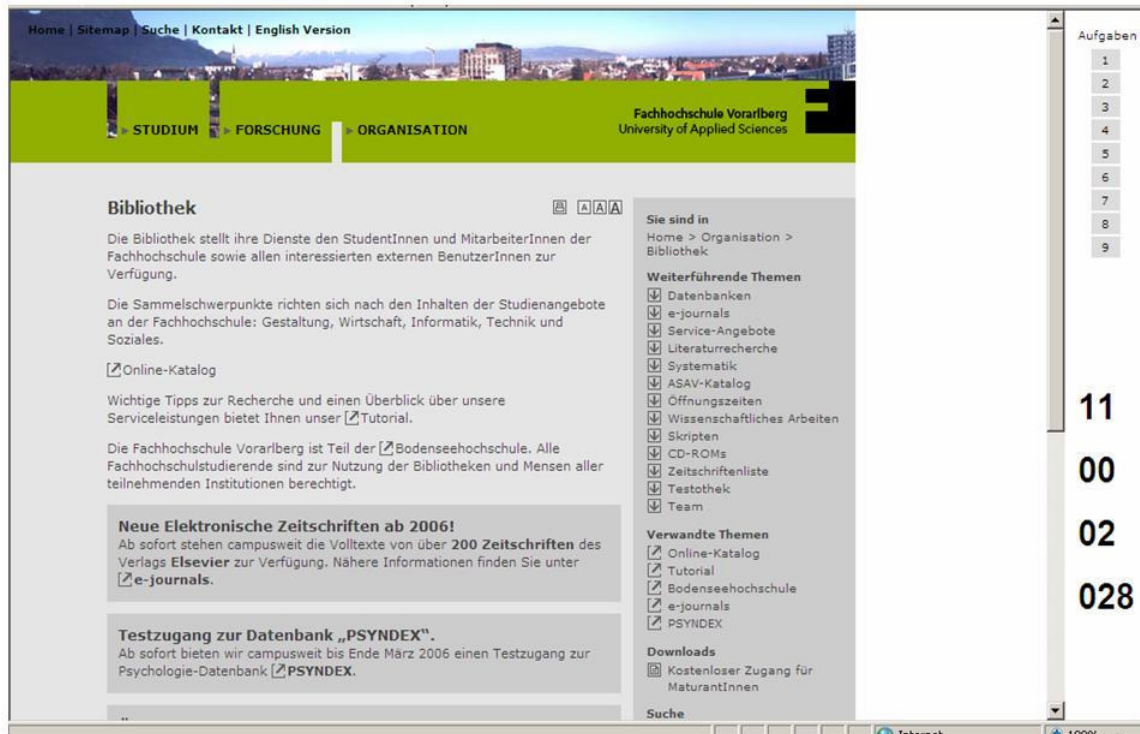 Home | Sitemap | Suche | Kontakt | English Version
STUDIUM
FORSCHUNG
ORGANISATION
Fachhochschule Vorarlberg
University of Applied Sciences
Bibliothek
A A A
Die Bibliothek stellt ihre Dienste den StudentInnen und MitarbeiterInnen der
Fachhochschule sowie allen interessierten externen BenutzerInnen zur
Verfügung.
Die Sammelschwerpunkte richten sich nach den Inhalten der Studienangebote
an der Fachhochschule: Gestaltung, Wirtschaft, Informatik, Technik und
Soziales.
Online-Katalog
Wichtige Tipps zur Recherche und einen Überblick über unsere
Serviceleistungen bietet Ihnen unser Tutorial.
Die Fachhochschule Vorarlberg ist Teil der Bodenseehochschule. Alle
Fachhochschulstudierende sind zur Nutzung der Bibliotheken und Mensen aller
teilnehmenden Institutionen berechtigt.
Neue Elektronische Zeitschriften ab 2006!
Ab sofort stehen campusweit die Volltexte von über 200 Zeitschriften des
Verlags Elsevier zur Verfügung. Nähere Informationen finden Sie unter
e-journals.
Testzugang zur Datenbank „PSYNDEX“.
Ab sofort bieten wir campusweit bis Ende März 2006 einen Testzugang zur
Psychologie-Datenbank PSYNDEX.
Sie sind in
Home > Organisation >
Bibliothek
Weiterführende Themen
Datenbanken
e-journals
Service-Angebote
Literaturrecherche
Systematik
ASAV-Katalog
Öffnungszeiten
Wissenschaftliches Arbeiten
Skripten
CD-ROMs
Zeitschriftenliste
Testothek
Team
Verwandte Themen
Online-Katalog
Tutorial
Bodenseehochschule
e-journals
PSYNDEX
Downloads
Kostenloser Zugang für
MaturantInnen
Suche
Aufgaben
1
2
3
4
5
6
7
8
9
11
00
02
028
Internet
100%